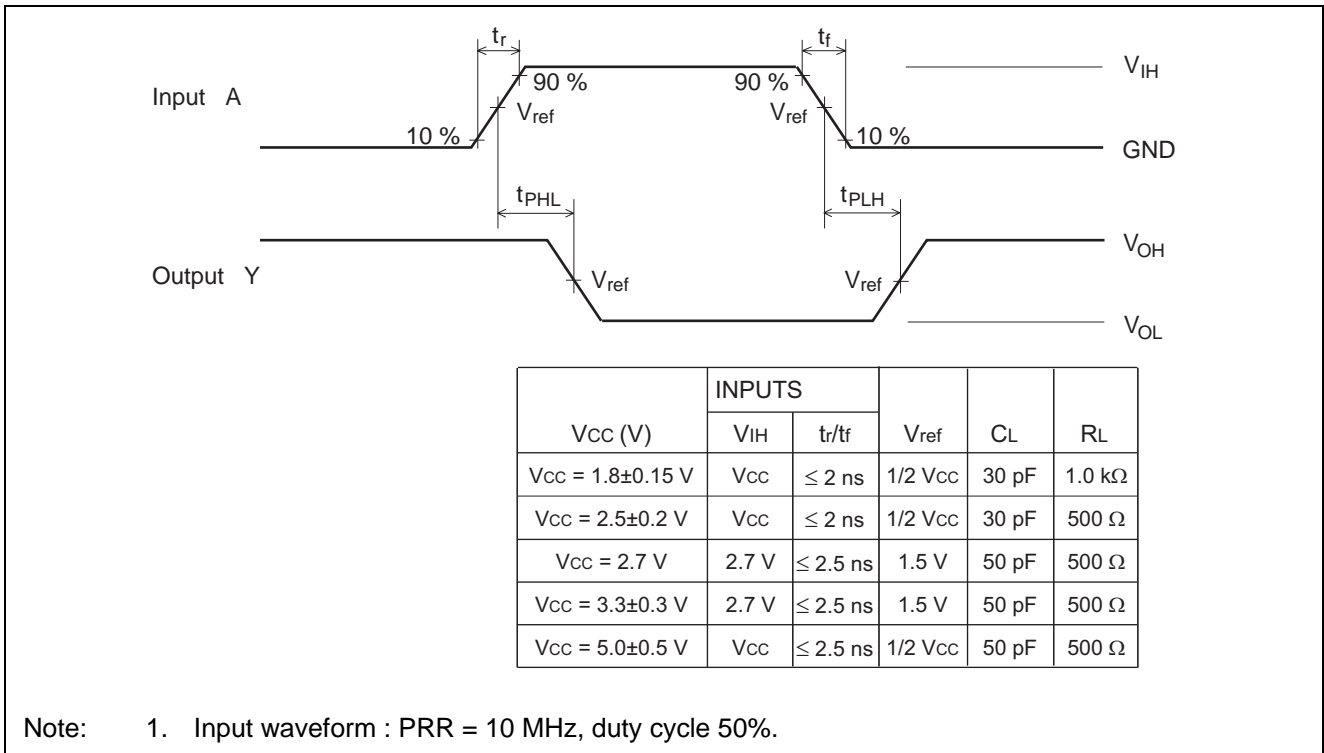 tr tf
VIH
90 % 90 %
Input A
Vref Vref
10 % 10 %
GND
tPHL tPLH
VOH
Output Y
Vref Vref
VOL
INPUTS
VCC (V) VIH tr/tf Vref CL RL
VCC = 1.8±0.15 V VCC ≤ 2 ns 1/2 VCC 30 pF 1.0 kΩ
VCC = 2.5±0.2 V VCC ≤ 2 ns 1/2 VCC 30 pF 500 Ω
VCC = 2.7 V 2.7 V ≤ 2.5 ns 1.5 V 50 pF 500 Ω
VCC = 3.3±0.3 V 2.7 V ≤ 2.5 ns 1.5 V 50 pF 500 Ω
VCC = 5.0±0.5 V VCC ≤ 2.5 ns 1/2 VCC 50 pF 500 Ω
Note: 1. Input waveform : PRR = 10 MHz, duty cycle 50%.